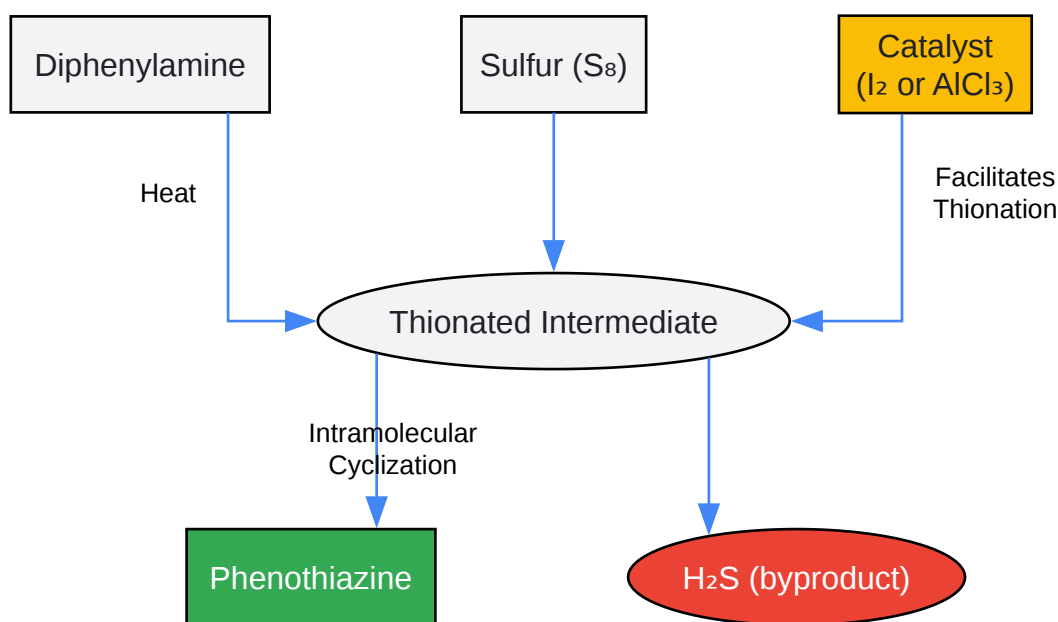 Diphenylamine
Sulfur (S₈)
Catalyst
(I₂ or AlCl₃)
Heat
Facilitates
Thionation
Thionated Intermediate
Intramolecular
Cyclization
Phenothiazine
H₂S (byproduct)